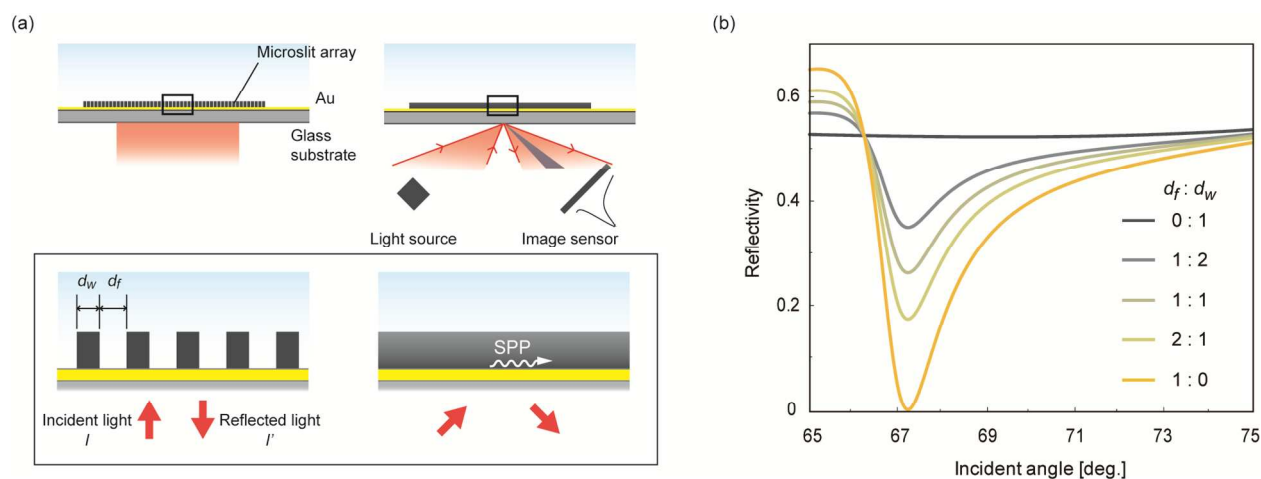 (a)
Microslit array
Au
Glass
substrate
Light source
Image sensor
dw
df
Incident light
I
Reflected light
I'
SPP
(b)
Reflectivity
0.6
0.4
0.2
0
65
67
69
71
73
75
Incident angle [deg.]
df : dw
0 : 1
1 : 2
1 : 1
2 : 1
1 : 0